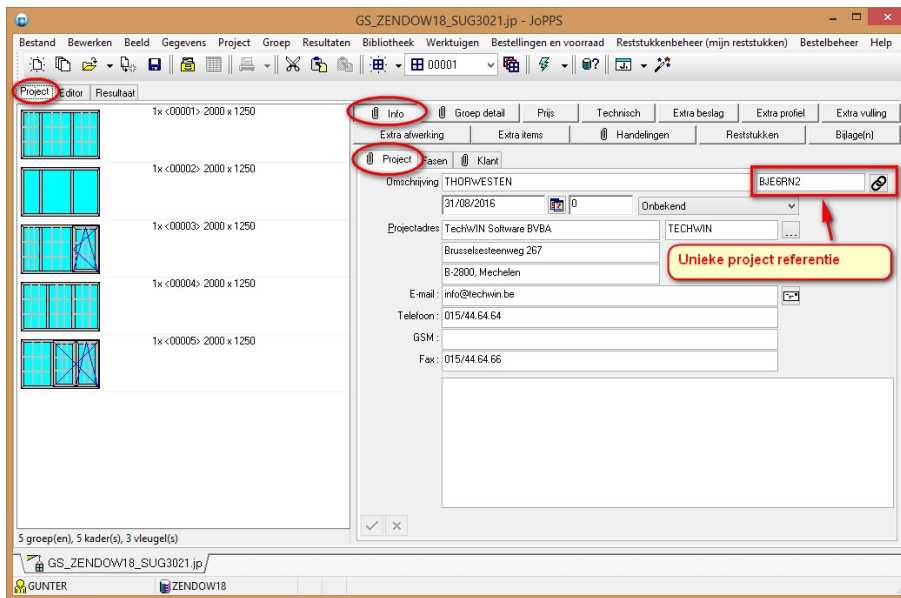 GS_ZENDOW18_SUG3021.jp - JoPPS
Bestand Bewerken Beeld Gegevens Project Groep Resultaten Bibliotheek Werktuigen Bestellingen en voorraad Reststukkenbeheer (mijn reststukken) Bestelbeheer Help
00001
Project Editor Resultaat
1x <00001> 2000 x 1250
1x <00002> 2000 x 1250
1x <00003> 2000 x 1250
1x <00004> 2000 x 1250
1x <00005> 2000 x 1250
Info Groep detail Prijs Technisch Extra beslag Extra profiel Extra vulling
Extra afwerking Extra items Handelingen Reststukken Bijlage(n)
Project Fasen Klant
Omschrijving THORWESTEN BJE6RN2
31/08/2016 0 Onbekend
Projectadres TechWIN Software BVBA TECHWIN ...
Brusselsesteenweg 267
B-2800, Mechelen
Unieke project referentie
E-mail : info@techwin.be
Telefoon : 015/44.64.64
GSM :
Fax : 015/44.64.66
5 groep(en), 5 kader(s), 3 vleugel(s)
GS_ZENDOW18_SUG3021.jp
GUNTER ZENDOW18